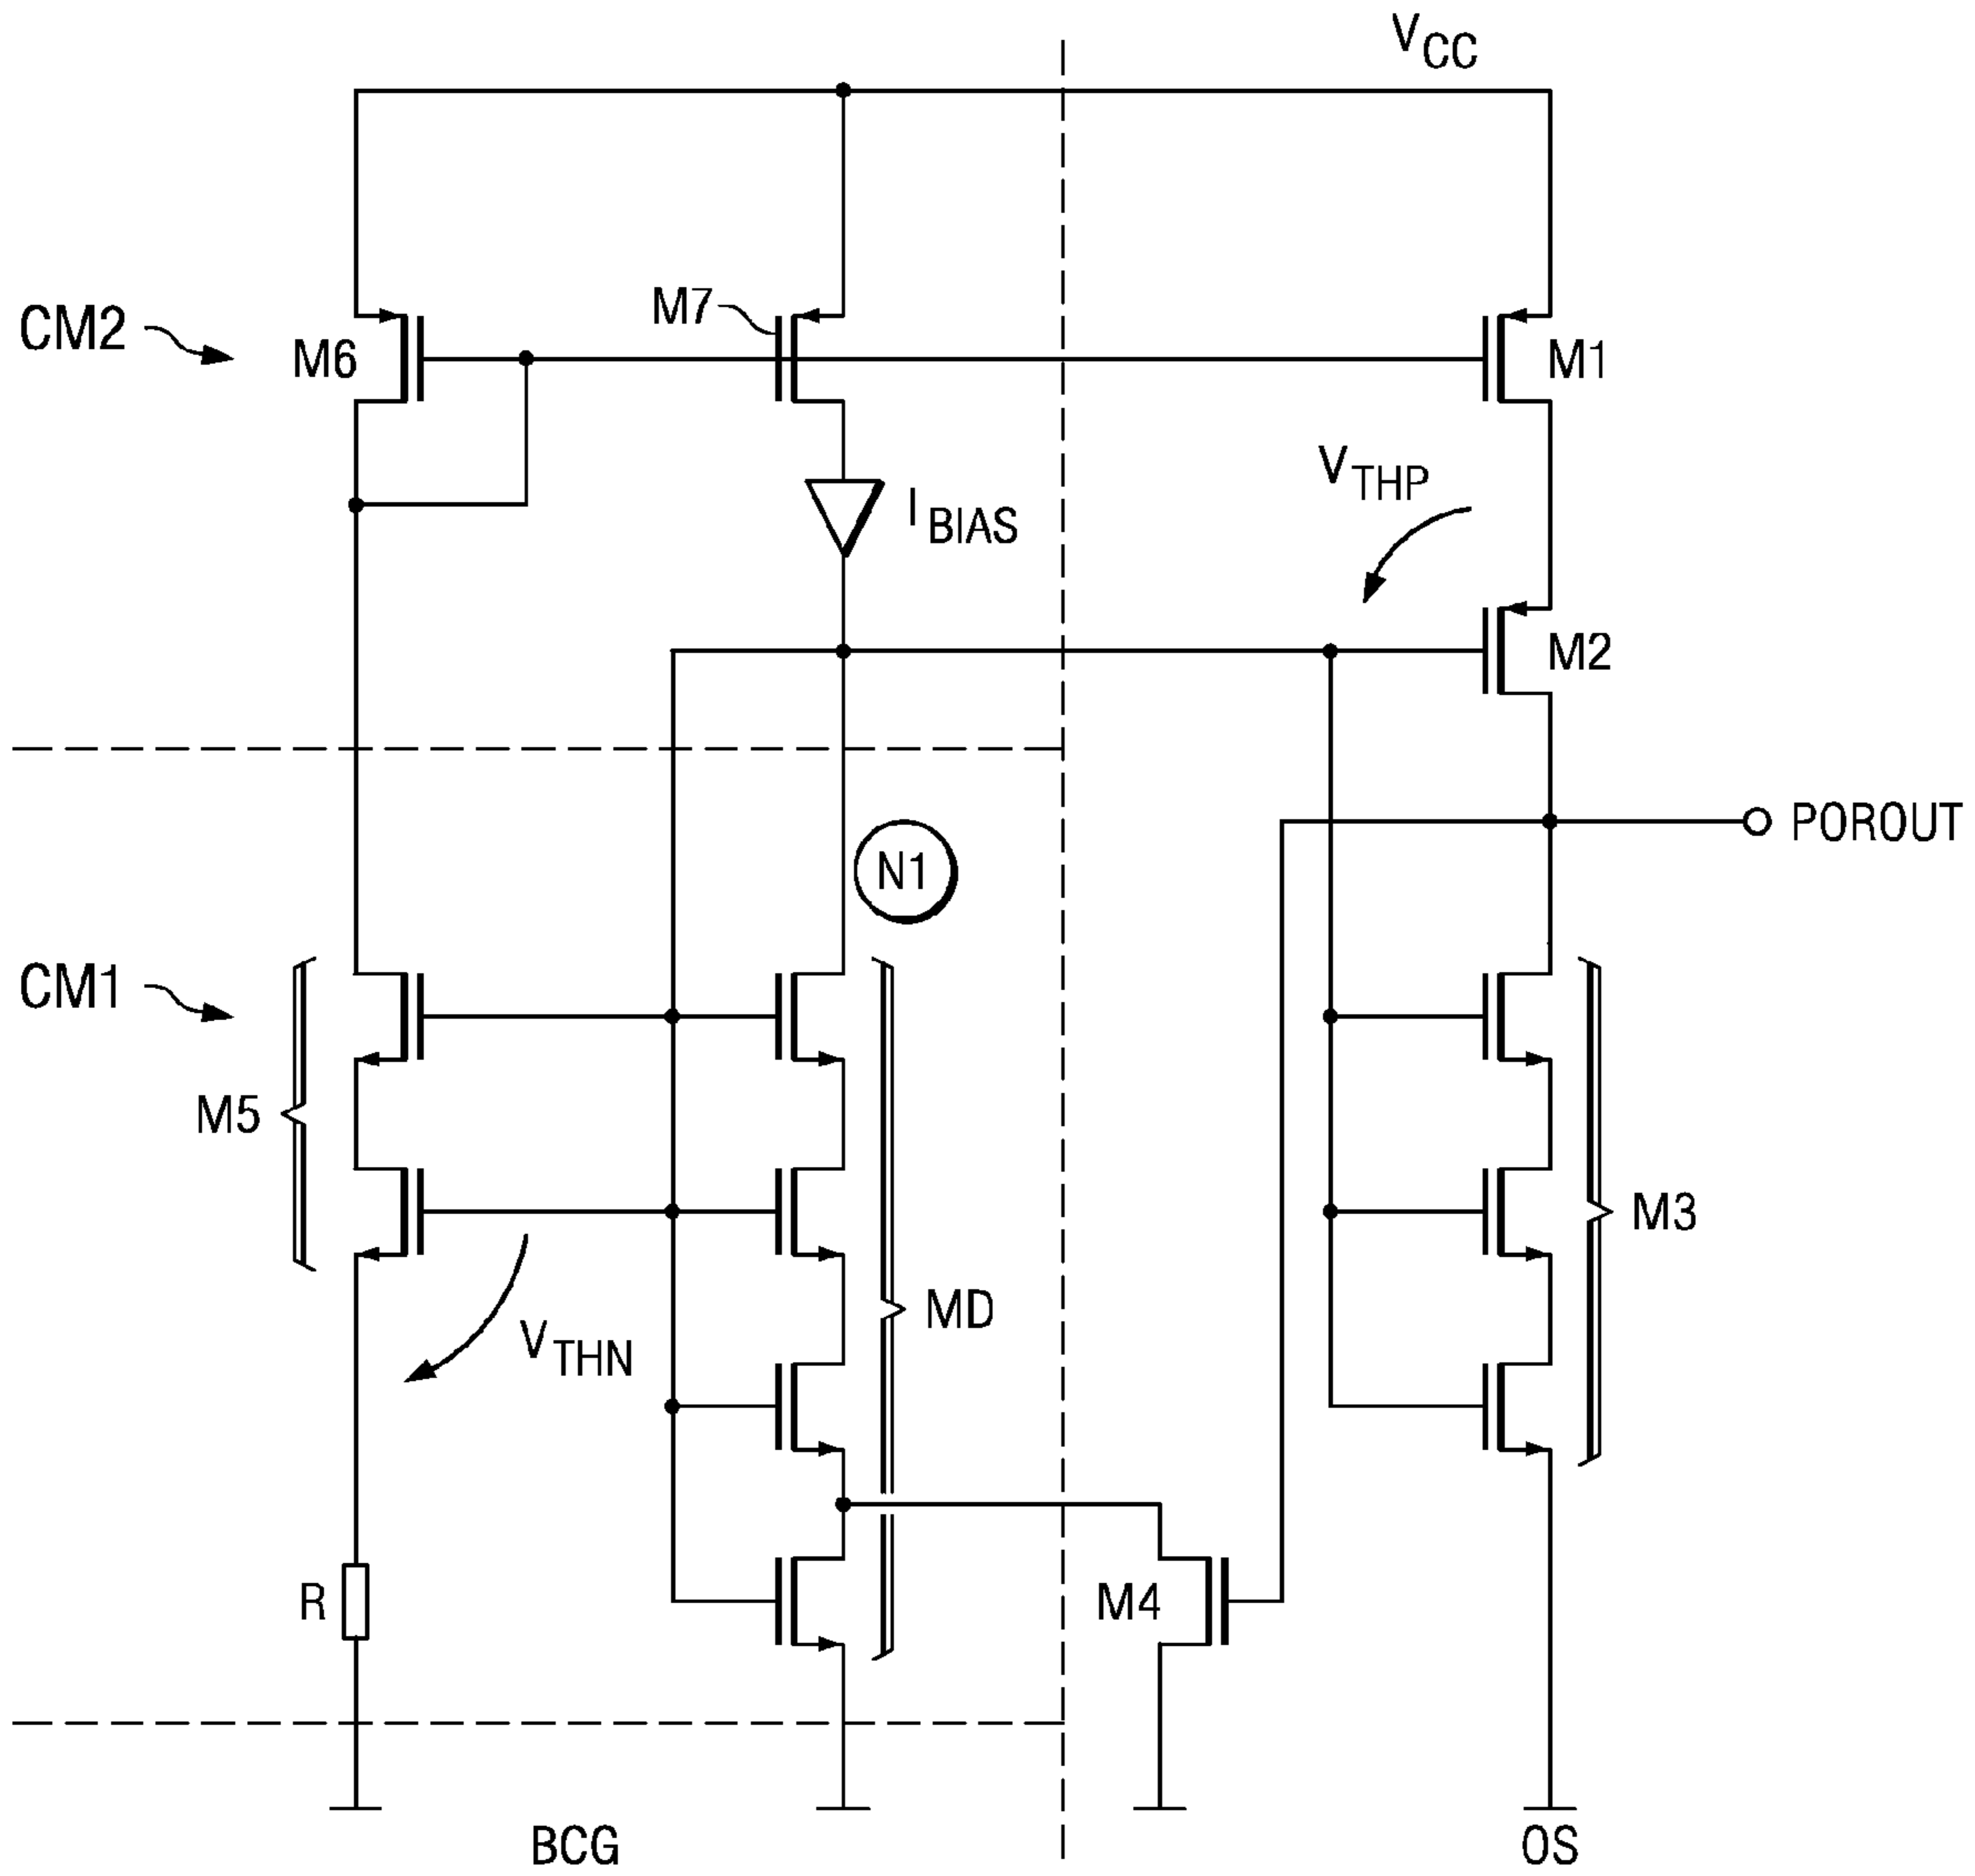 VCC
M7
CM2
M6
M1
VTHP
IBIAS
M2
POROUT
N1
CM1
M5
M3
MD
VTHN
R
M4
BCG
OS